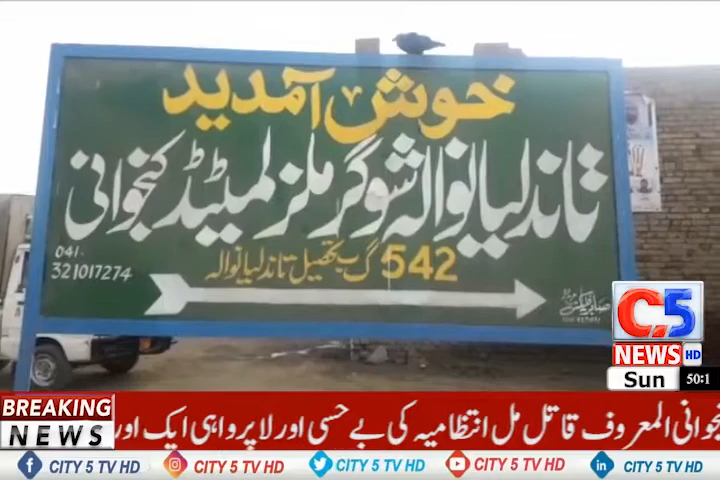 خوش آمدید
تاندلیانوالہ شوگر ملز لمیٹڈ کنجوانی
542 گ ب تحصیل تاندلیانوالہ
041-
321017274
C5
NEWS HD
Sun 50:1
BREAKING
NEWS
جوانی المعروف قاتل مل انتظامیہ کی بے حسی اور لاپرواہی ایک اور
CITY 5 TV HD CITY 5 TV HD CITY 5 TV HD CITY 5 TV HD CITY 5 TV HD